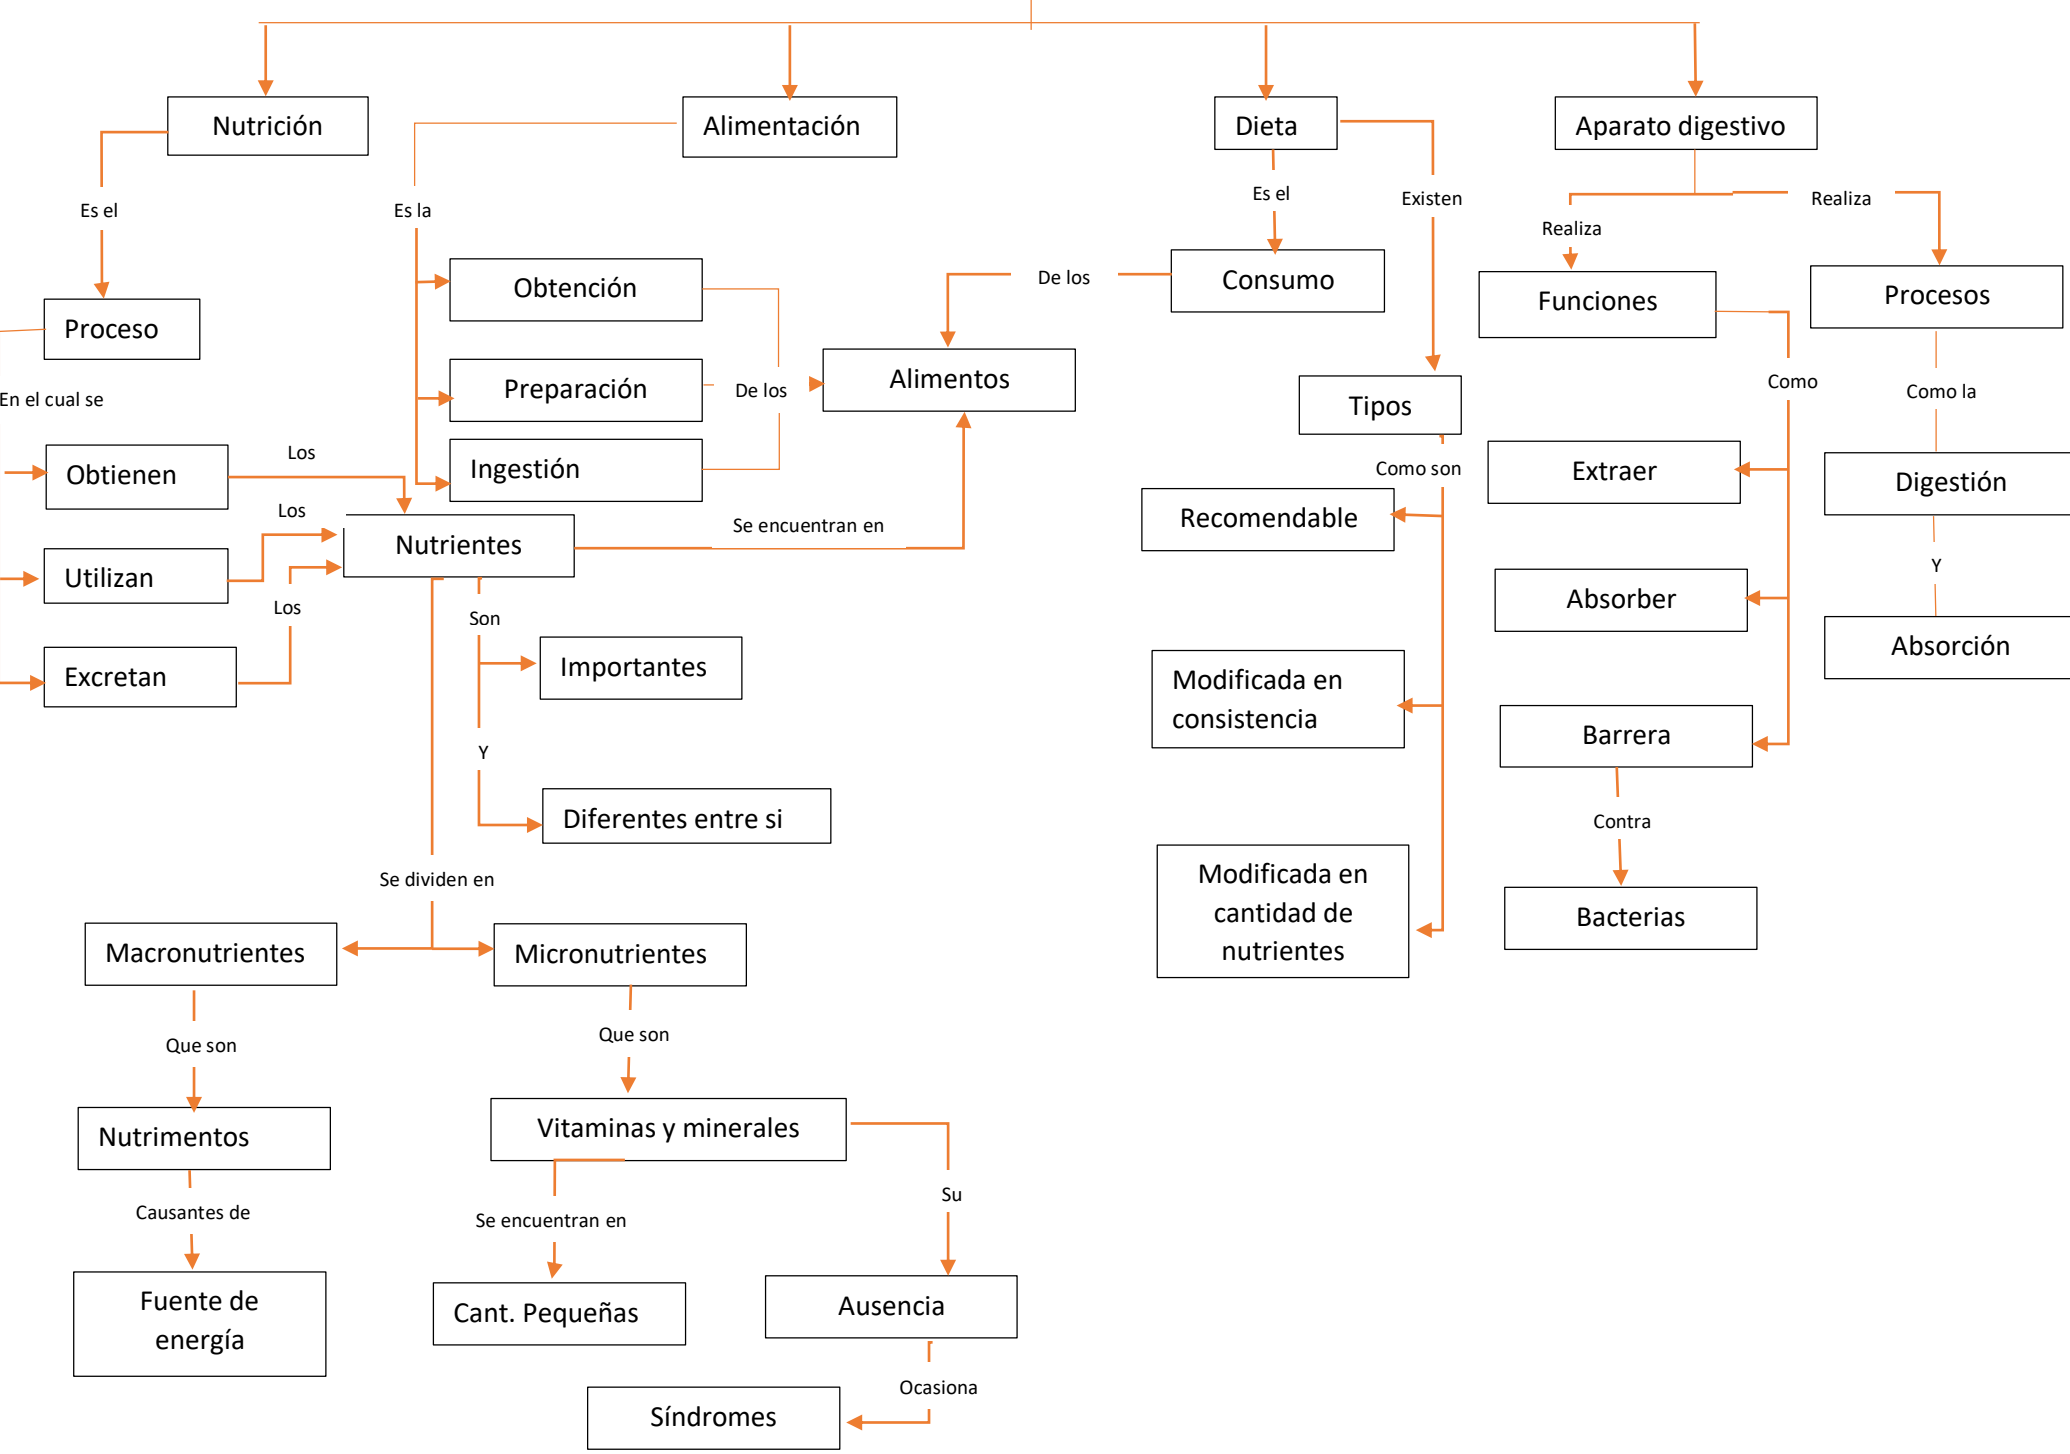 Nutrición
Alimentación
Dieta
Aparato digestivo
Es el
Es la
Es el
Existen
Realiza
Realiza
Proceso
Obtención
De los
Consumo
Funciones
Procesos
En el cual se
Preparación
De los
Alimentos
Tipos
Como
Como la
Obtienen
Los
Ingestión
Como son
Extraer
Digestión
Los
Nutrientes
Se encuentran en
Recomendable
Utilizan
Los
Son
Absorber
Y
Excretan
Importantes
Modificada en
consistencia
Absorción
Y
Barrera
Diferentes entre si
Contra
Se dividen en
Modificada en
cantidad de
nutrientes
Bacterias
Macronutrientes
Micronutrientes
Que son
Que son
Nutrimentos
Vitaminas y minerales
Causantes de
Se encuentran en
Su
Fuente de
energía
Cant. Pequeñas
Ausencia
Ocasiona
Síndromes